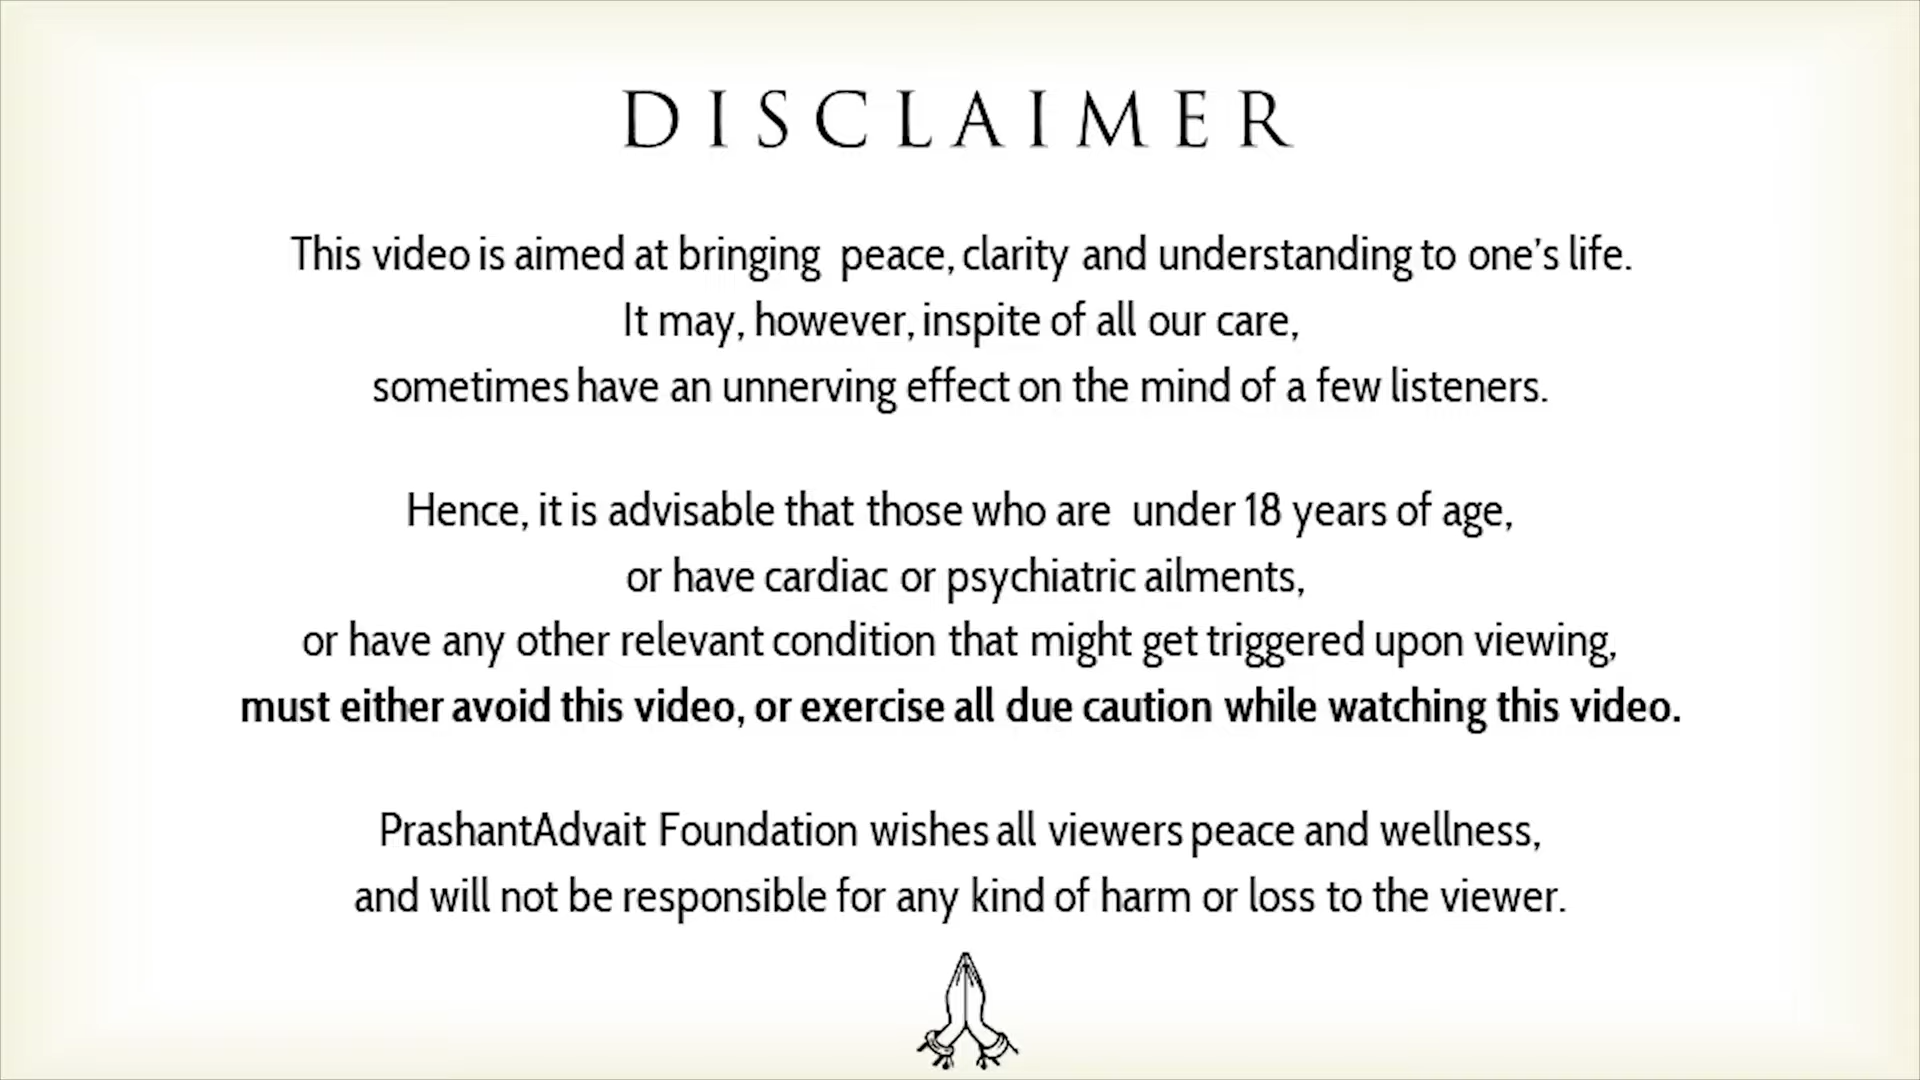 DISCLAIMER
This video is aimed at bringing peace, clarity and understanding to one's life.
It may, however, inspite of all our care,
sometimes have an unnerving effect on the mind of a few listeners.
Hence, it is advisable that those who are under 18 years of age,
or have cardiac or psychiatric ailments,
or have any other relevant condition that might get triggered upon viewing,
must either avoid this video, or exercise all due caution while watching this video.
PrashantAdvait Foundation wishes all viewers peace and wellness,
and will not be responsible for any kind of harm or loss to the viewer.